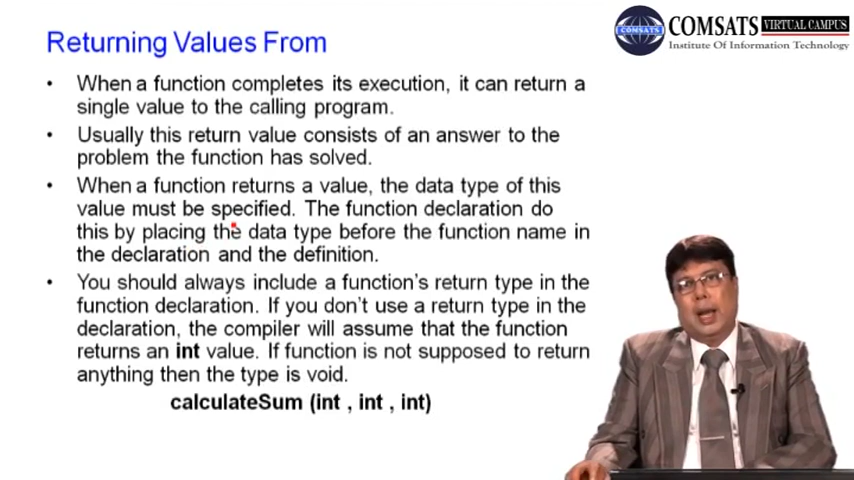 Returning Values From
COMSATS
COMSATS VIRTUAL CAMPUS
Institute Of Information Technology
• When a function completes its execution, it can return a
single value to the calling program.
• Usually this return value consists of an answer to the
problem the function has solved.
• When a function returns a value, the data type of this
value must be specified. The function declaration do
this by placing the data type before the function name in
the declaration and the definition.
• You should always include a function's return type in the
function declaration. If you don't use a return type in the
declaration, the compiler will assume that the function
returns an int value. If function is not supposed to return
anything then the type is void.
calculateSum (int , int , int)